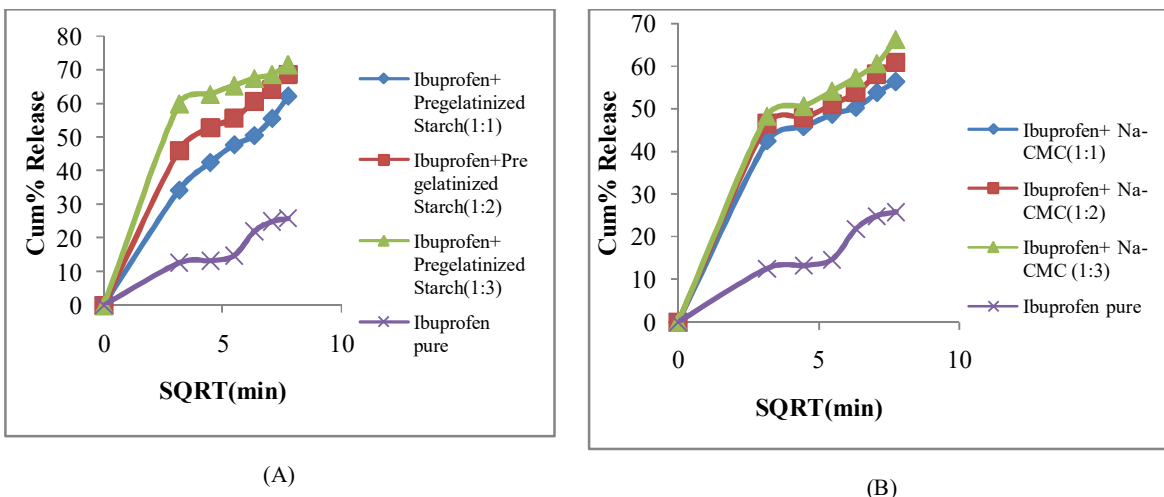 80
70
60
50
40
30
20
10
0
0
5
10
Cum% Release
SQRT(min)
Ibuprofen+
Pregelatinized
Starch(1:1)
Ibuprofen+Pre
gelatinized
Starch(1:2)
Ibuprofen+
Pregelatinized
Starch(1:3)
Ibuprofen
pure
(A)
70
60
50
40
30
20
10
0
0
5
10
Cum% Release
SQRT(min)
Ibuprofen+ Na-
CMC(1:1)
Ibuprofen+ Na-
CMC(1:2)
Ibuprofen+ Na-
CMC (1:3)
Ibuprofen pure
(B)